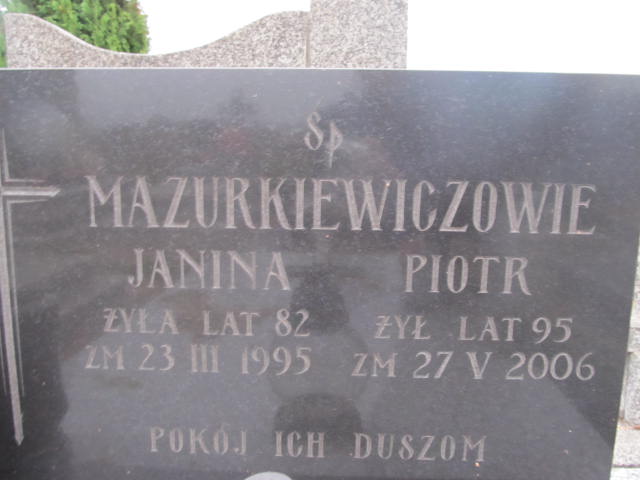 Śp
MAZURKIEWICZOWIE
JANINA PIOTR
ŻYŁA LAT 82 ŻYŁ LAT 95
ZM 23 III 1995 ZM 27 V 2006
POKÓJ ICH DUSZOM